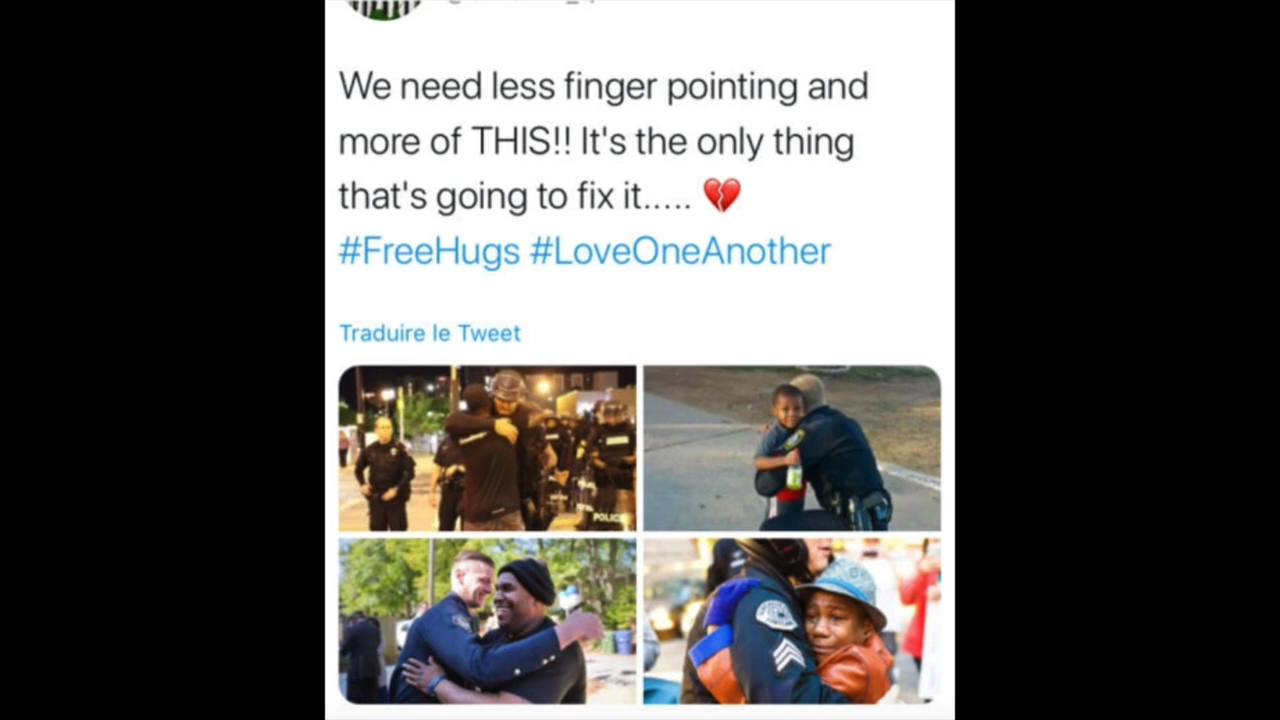 We need less finger pointing and
more of THIS!! It's the only thing
that's going to fix it..... 💔
#FreeHugs #LoveOneAnother
Traduire le Tweet
POLICE